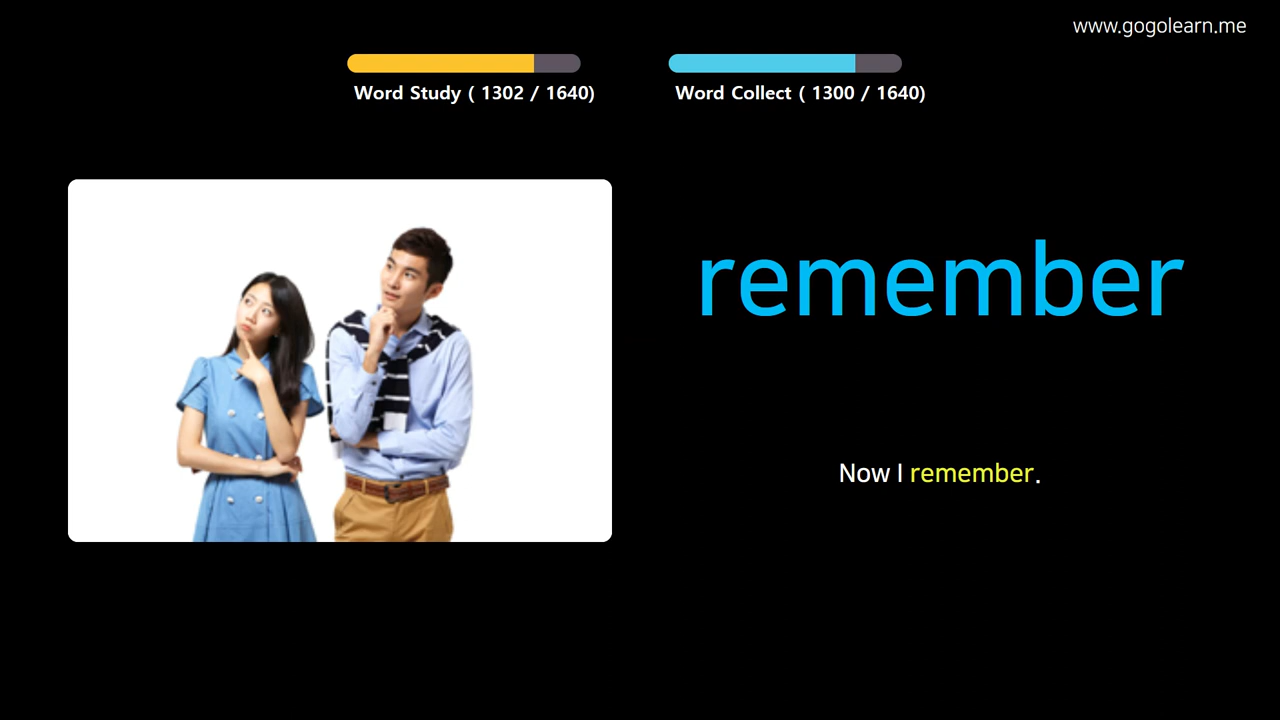 www.gogolearn.me
Word Study ( 1302 / 1640)
Word Collect ( 1300 / 1640)
remember
Now I remember.